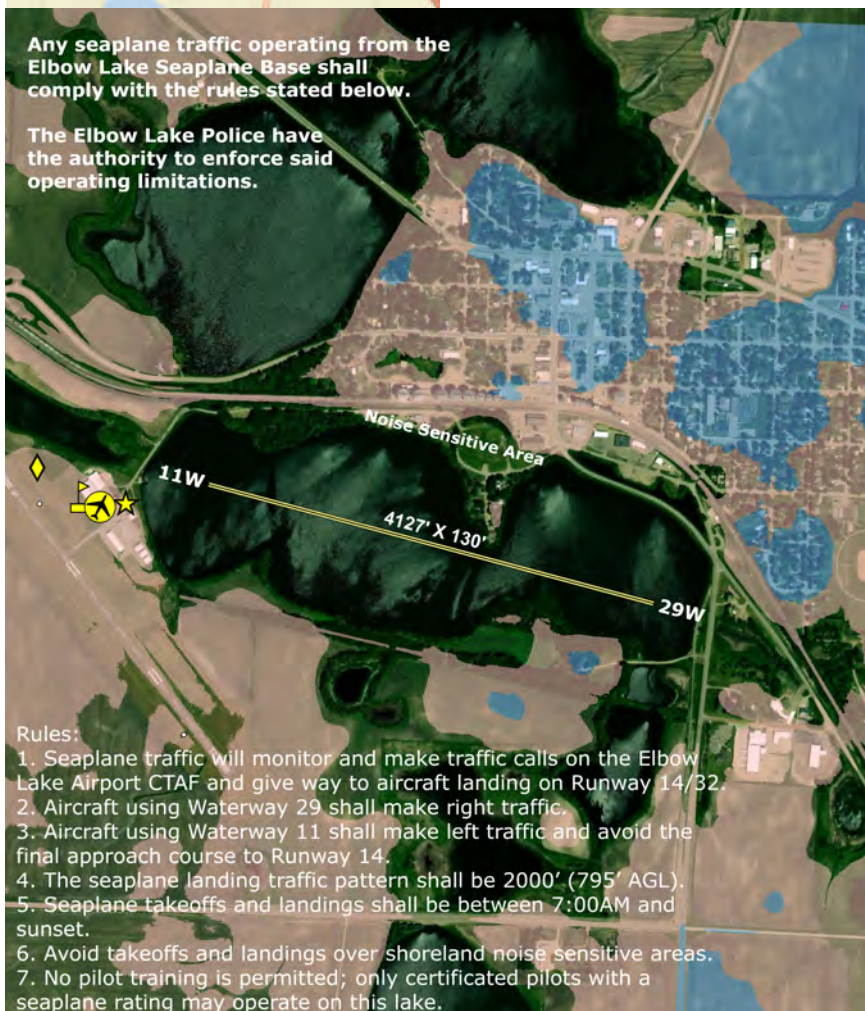 Any seaplane traffic operating from the
Elbow Lake Seaplane Base shall
comply with the rules stated below.
The Elbow Lake Police have
the authority to enforce said
operating limitations.
Noise Sensitive Area
11W
4127' X 130'
29W
Rules:
1. Seaplane traffic will monitor and make traffic calls on the Elbow
Lake Airport CTAF and give way to aircraft landing on Runway 14/32.
2. Aircraft using Waterway 29 shall make right traffic.
3. Aircraft using Waterway 11 shall make left traffic and avoid the
final approach course to Runway 14.
4. The seaplane landing traffic pattern shall be 2000' (795' AGL).
5. Seaplane takeoffs and landings shall be between 7:00AM and
sunset.
6. Avoid takeoffs and landings over shoreland noise sensitive areas.
7. No pilot training is permitted; only certificated pilots with a
seaplane rating may operate on this lake.